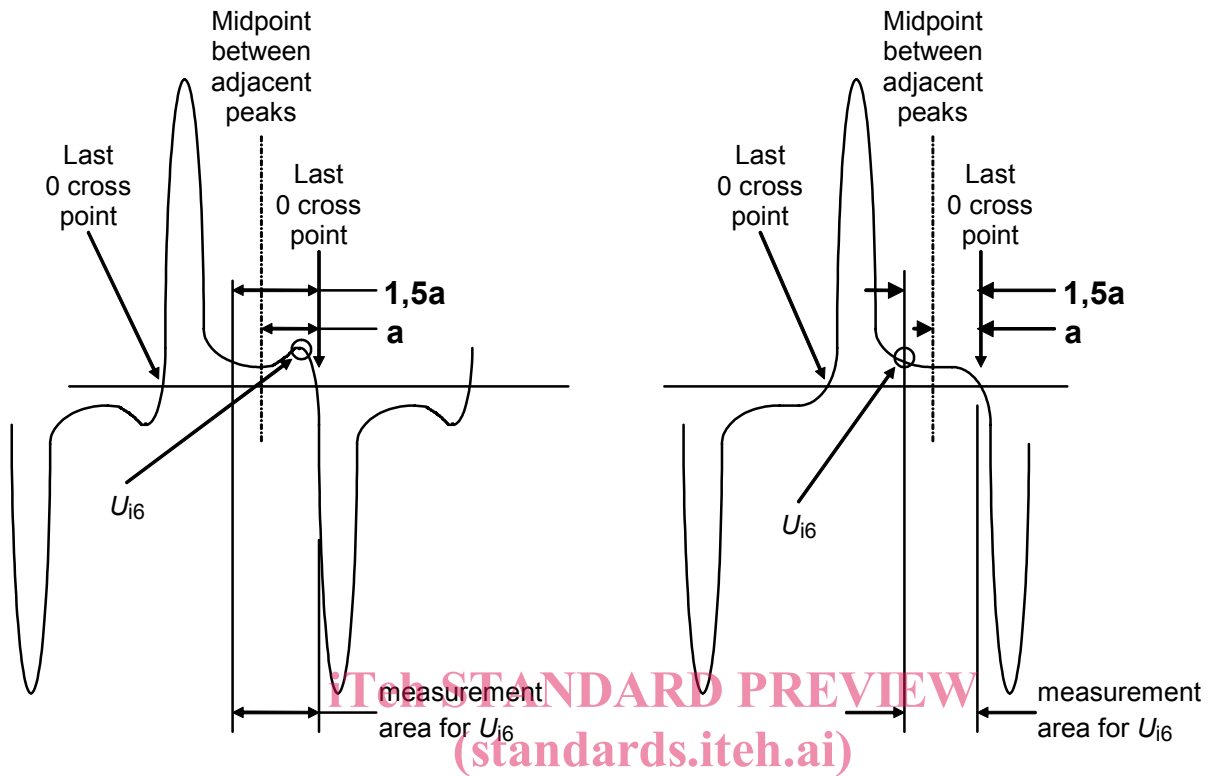 Midpoint
between
adjacent
peaks
Last
0 cross
point
Last
0 cross
point
1,5a
a
Ui6
measurement
area for Ui6
Midpoint
between
adjacent
peaks
Last
0 cross
point
Last
0 cross
point
1,5a
a
Ui6
measurement
area for Ui6
iTeh STANDARD PREVIEW
(standards.iteh.ai)